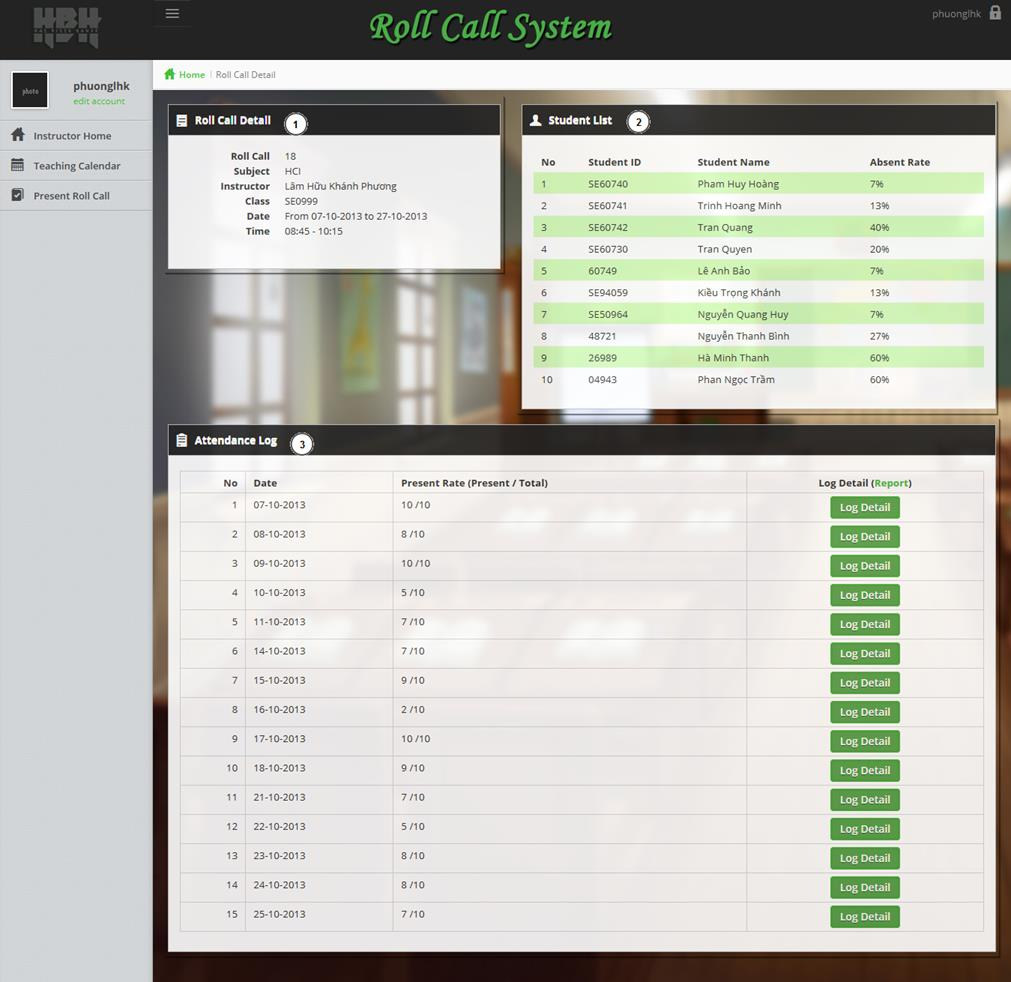 HBH
Roll Call System
phuonglhk
photo
phuonglhk
edit account
Instructor Home
Teaching Calendar
Present Roll Call
Home | Roll Call Detail
Roll Call Detail 1
Roll Call 18
Subject HCI
Instructor Lâm Hữu Khánh Phương
Class SE0999
Date From 07-10-2013 to 27-10-2013
Time 08:45 - 10:15
Student List 2
No Student ID Student Name Absent Rate
1 SE60740 Pham Huy Hoàng 7%
2 SE60741 Trinh Hoang Minh 13%
3 SE60742 Tran Quang 40%
4 SE60730 Tran Quyen 20%
5 60749 Lê Anh Bảo 7%
6 SE94059 Kiều Trọng Khánh 13%
7 SE50964 Nguyễn Quang Huy 7%
8 48721 Nguyễn Thanh Bình 27%
9 26989 Hà Minh Thanh 60%
10 04943 Phan Ngọc Trầm 60%
Attendance Log 3
No Date Present Rate (Present / Total) Log Detail (Report)
1 07-10-2013 10 /10 Log Detail
2 08-10-2013 8 /10 Log Detail
3 09-10-2013 10 /10 Log Detail
4 10-10-2013 5 /10 Log Detail
5 11-10-2013 7 /10 Log Detail
6 14-10-2013 7 /10 Log Detail
7 15-10-2013 9 /10 Log Detail
8 16-10-2013 2 /10 Log Detail
9 17-10-2013 10 /10 Log Detail
10 18-10-2013 9 /10 Log Detail
11 21-10-2013 7 /10 Log Detail
12 22-10-2013 5 /10 Log Detail
13 23-10-2013 8 /10 Log Detail
14 24-10-2013 8 /10 Log Detail
15 25-10-2013 7 /10 Log Detail